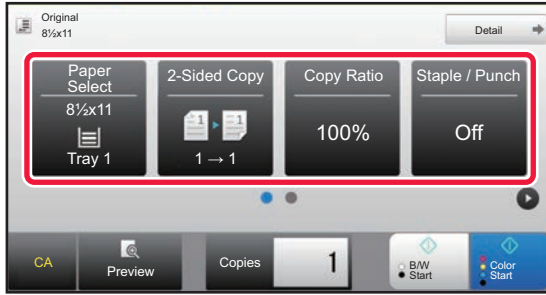 Original
8½x11
Detail
Paper
Select
8½x11
Tray 1
2-Sided Copy
1
1
1 → 1
Copy Ratio
100%
Staple / Punch
Off
CA
Preview
Copies
1
B/W
Start
Color
Start